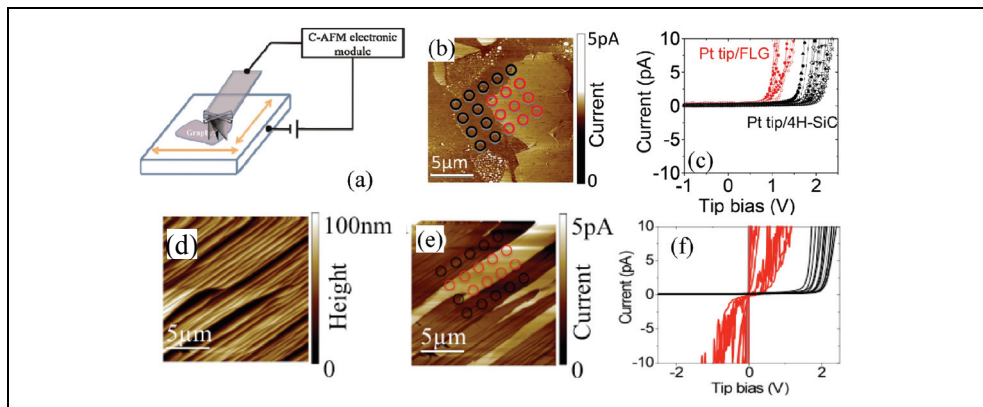 C-AFM electronic
module
Graphe
(a)
(b)
5μm
5pA
Current
0
10
5
0
-5
-10
Current (pA)
Pt tip/FLG
Pt tip/4H-SiC
(c)
-1
0
1
2
Tip bias (V)
(d)
5μm
100nm
Height
0
(e)
5μm
5pA
Current
0
(f)
10
5
0
-5
-10
Current (pA)
-2
0
2
Tip bias (V)